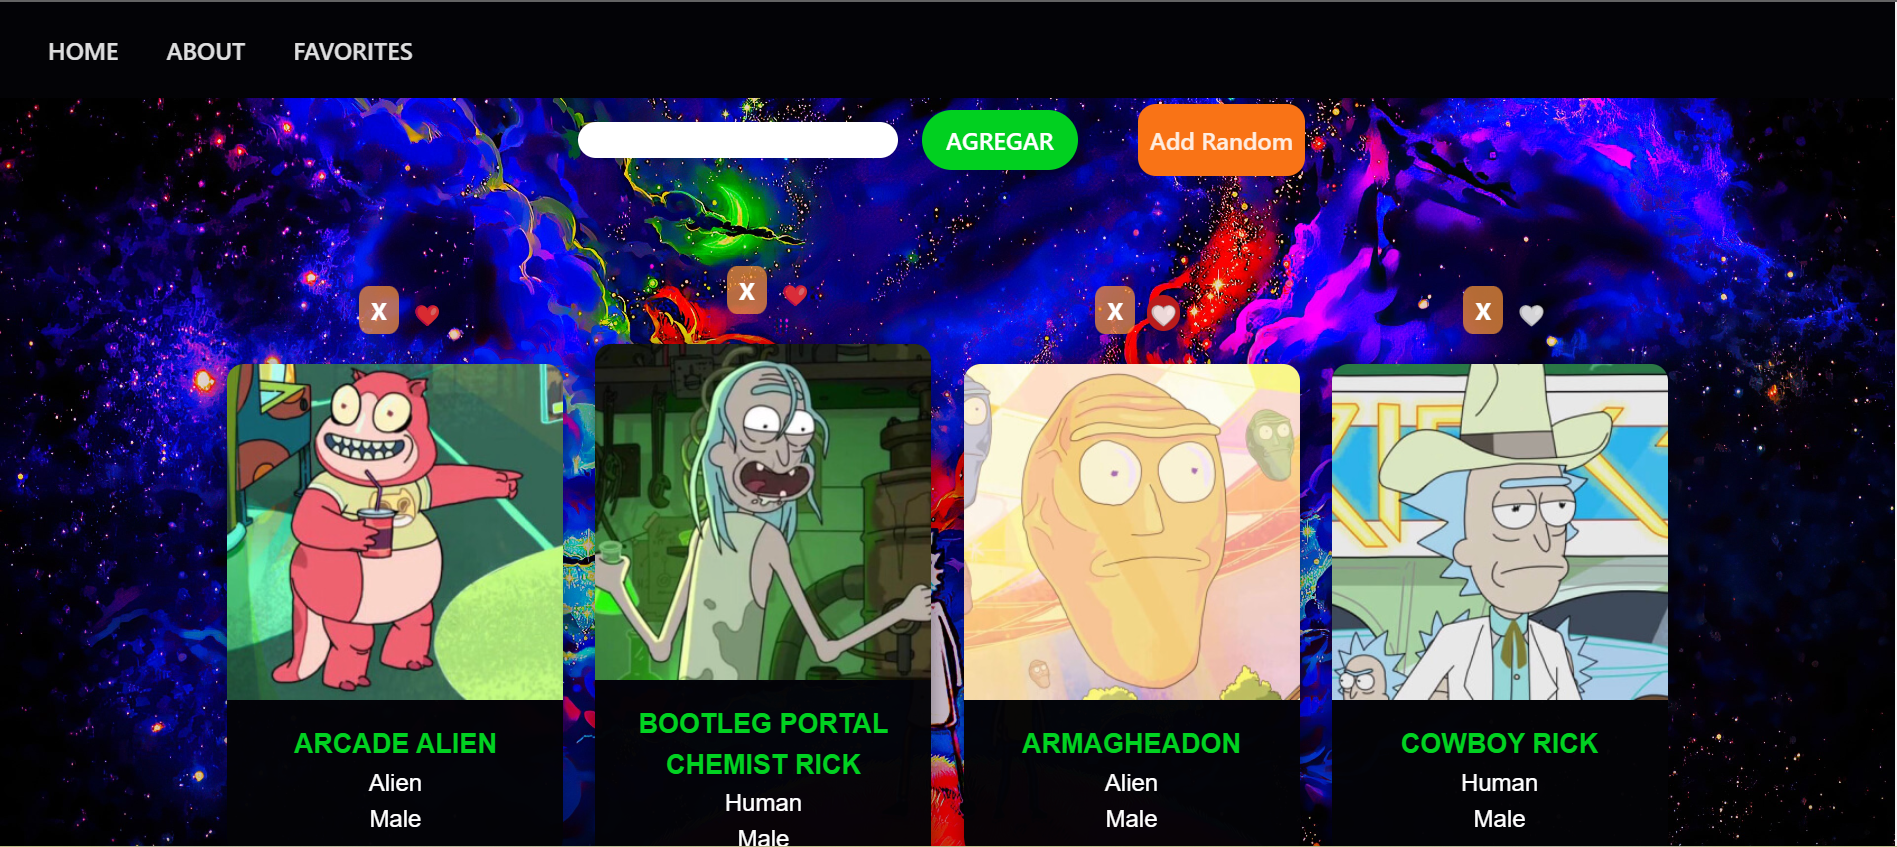 HOME ABOUT FAVORITES
AGREGAR Add Random
X
X
X
X
ARCADE ALIEN
Alien
Male
BOOTLEG PORTAL
CHEMIST RICK
Human
Male
ARMAGHEADON
Alien
Male
COWBOY RICK
Human
Male